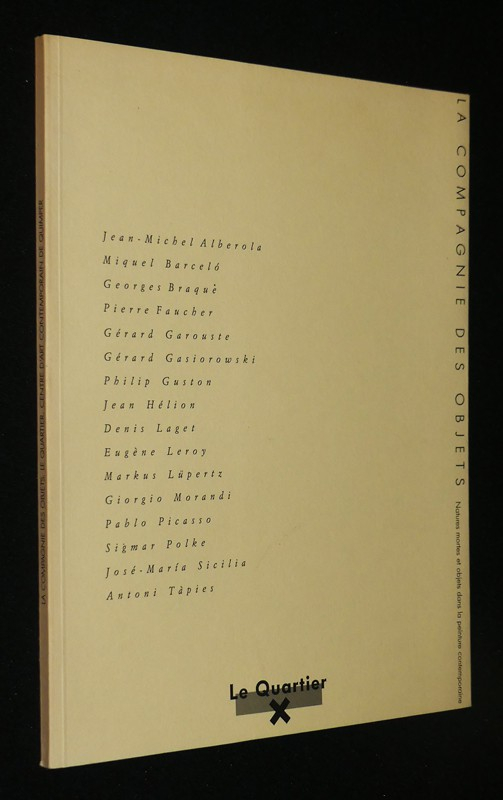 LA COMPAGNIE DES OBJETS. LE QUARTIER. CENTRE D'ART CONTEMPORAIN DE QUIMPER
Jean-Michel Alberola
Miquel Barceló
Georges Braquè
Pierre Faucher
Gérard Garouste
Gérard Gasiorowski
Philip Guston
Jean Hélion
Denis Laget
Eugène Leroy
Markus Lüpertz
Giorgio Morandi
Pablo Picasso
Sigmar Polke
José-María Sicilia
Antoni Tàpies
Le Quartier
LA COMPAGNIE DES OBJETS Natures mortes et objets dans la peinture contemporaine